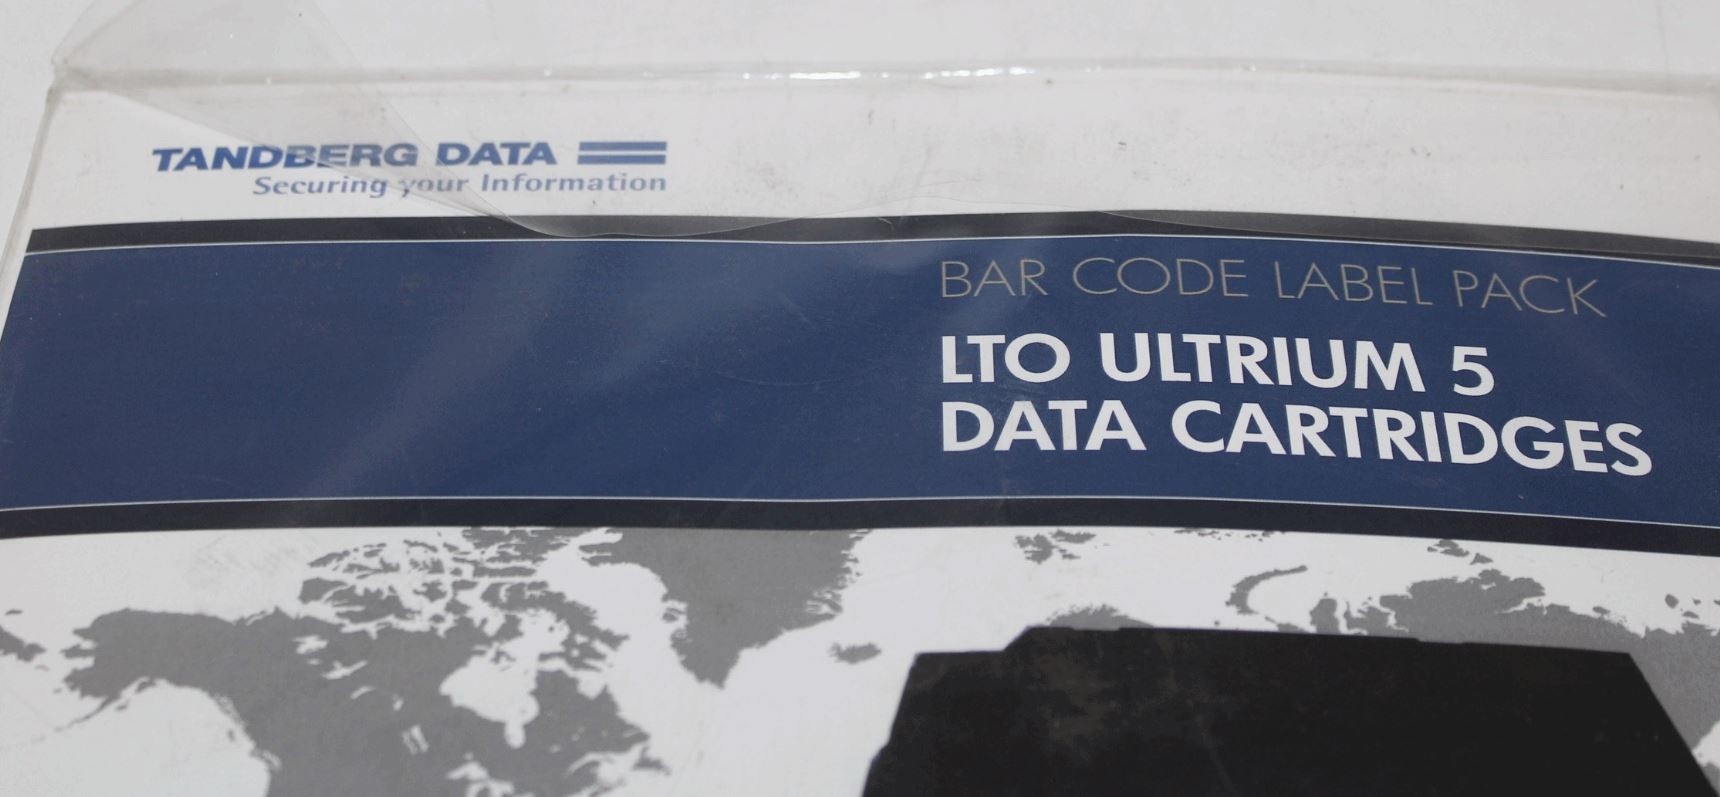 TANDBERG DATA
Securing your Information
BAR CODE LABEL PACK
LTO ULTRIUM 5
DATA CARTRIDGES